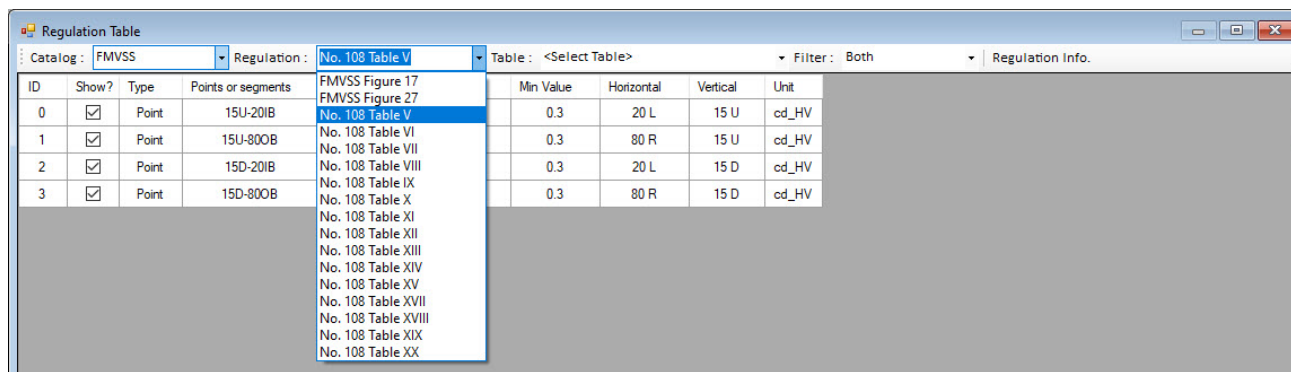 Regulation Table
Catalog : FMVSS Regulation : No. 108 Table V Table : <Select Table> Filter : Both Regulation Info.
ID Show? Type Points or segments Min Value Horizontal Vertical Unit
0 Point 15U-20IB 0.3 20 L 15 U cd_HV
1 Point 15U-80OB 0.3 80 R 15 U cd_HV
2 Point 15D-20IB 0.3 20 L 15 D cd_HV
3 Point 15D-80OB 0.3 80 R 15 D cd_HV
FMVSS Figure 17
FMVSS Figure 27
No. 108 Table V
No. 108 Table VI
No. 108 Table VII
No. 108 Table VIII
No. 108 Table IX
No. 108 Table X
No. 108 Table XI
No. 108 Table XII
No. 108 Table XIII
No. 108 Table XIV
No. 108 Table XV
No. 108 Table XVII
No. 108 Table XVIII
No. 108 Table XIX
No. 108 Table XX